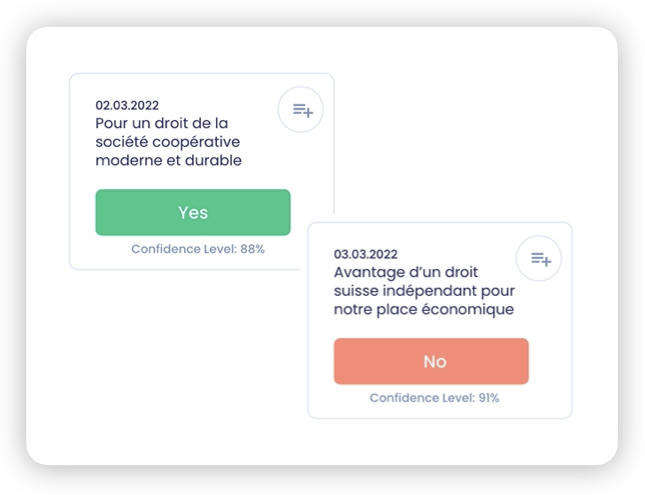 02.03.2022
Pour un droit de la
société coopérative
moderne et durable
Yes
Confidence Level: 88%
03.03.2022
Avantage d’un droit
suisse indépendant pour
notre place économique
No
Confidence Level: 91%